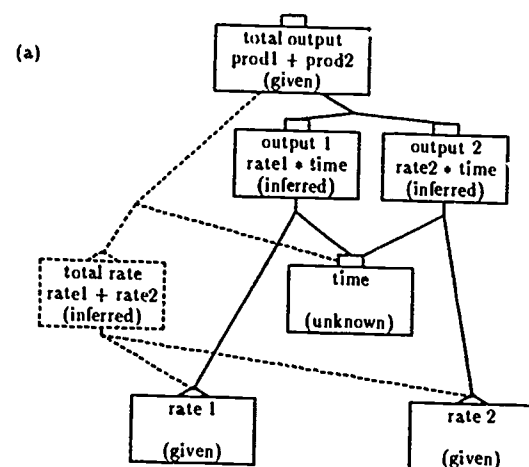 (a)
total output
prod1 + prod2
(given)
output 1
rate1 * time
(inferred)
output 2
rate2 * time
(inferred)
total rate
rate1 + rate2
(inferred)
time
(unknown)
rate 1
(given)
rate 2
(given)